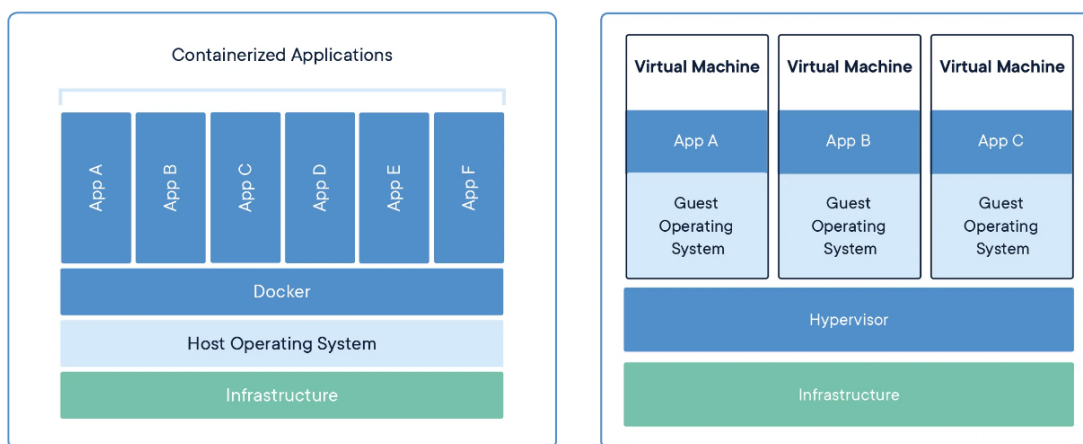 Containerized Applications
App A
App B
App C
App D
App E
App F
Docker
Host Operating System
Infrastructure
Virtual Machine
App A
Guest
Operating
System
Virtual Machine
App B
Guest
Operating
System
Virtual Machine
App C
Guest
Operating
System
Hypervisor
Infrastructure